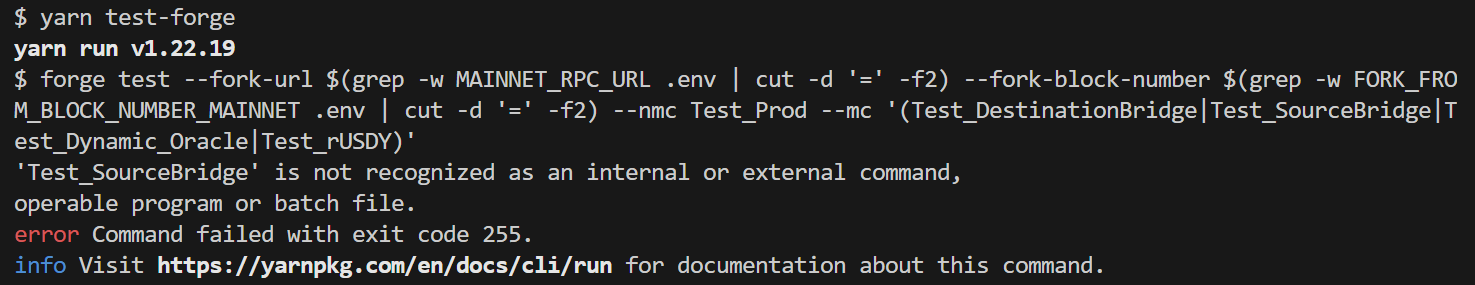 $ yarn test-forge
yarn run v1.22.19
$ forge test --fork-url $(grep -w MAINNET_RPC_URL .env | cut -d '=' -f2) --fork-block-number $(grep -w FORK_FRO
M_BLOCK_NUMBER_MAINNET .env | cut -d '=' -f2) --nmc Test_Prod --mc '(Test_DestinationBridge|Test_SourceBridge|T
est_Dynamic_Oracle|Test_rUSDY)'
'Test_SourceBridge' is not recognized as an internal or external command,
operable program or batch file.
error Command failed with exit code 255.
info Visit https://yarnpkg.com/en/docs/cli/run for documentation about this command.